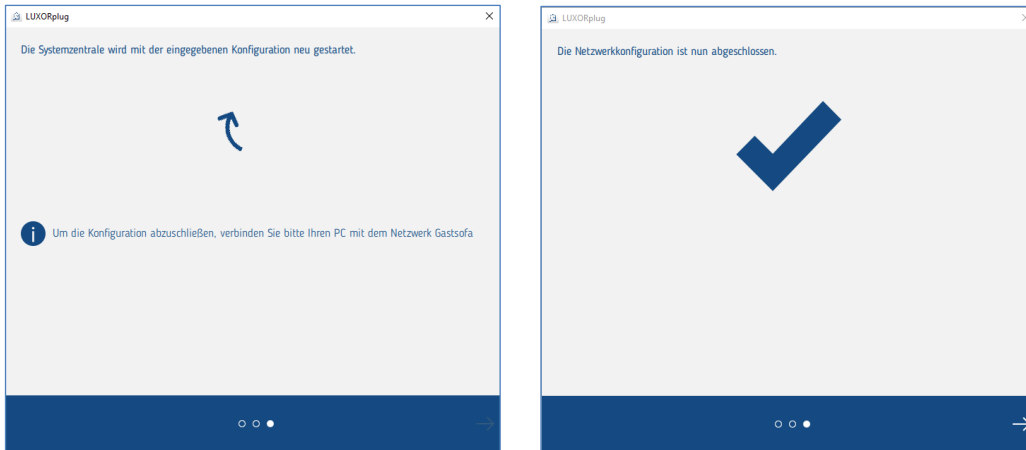 LUXORplug
Die Systemzentrale wird mit der eingegebenen Konfiguration neu gestartet.
Um die Konfiguration abzuschließen, verbinden Sie bitte Ihren PC mit dem Netzwerk Gastsofa
LUXORplug
Die Netzwerkkonfiguration ist nun abgeschlossen.